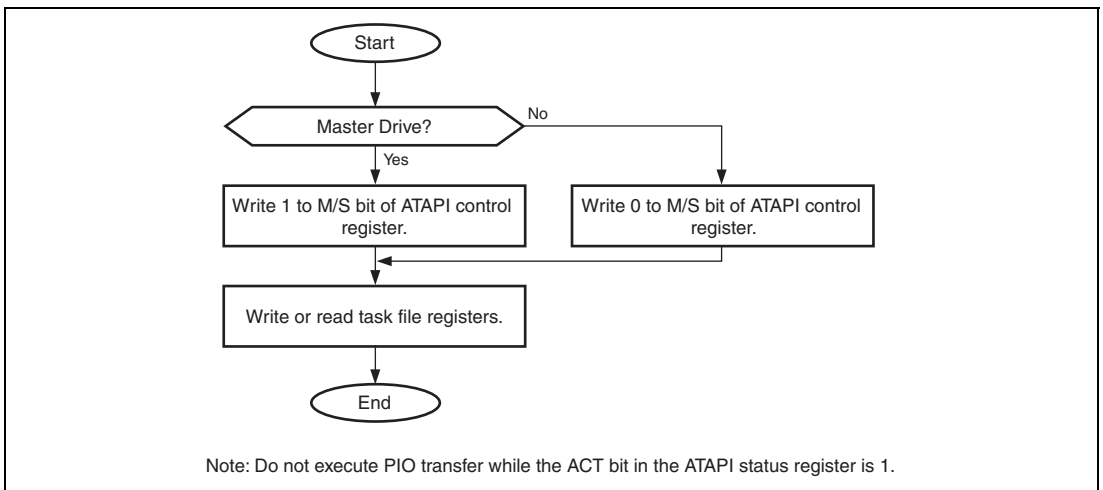 Start
Master Drive?
No
Yes
Write 1 to M/S bit of ATAPI control
register.
Write 0 to M/S bit of ATAPI control
register.
Write or read task file registers.
End
Note: Do not execute PIO transfer while the ACT bit in the ATAPI status register is 1.